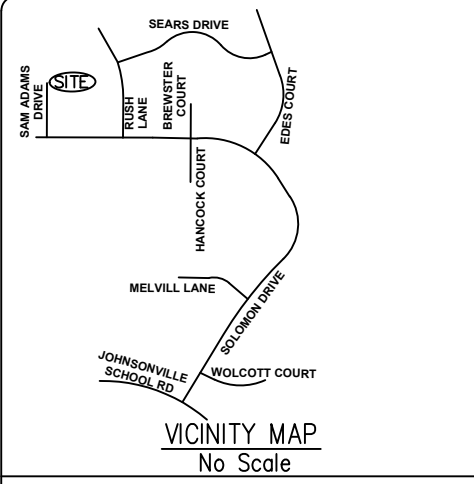 SEARS DRIVE
SAM ADAMS
DRIVE
SITE
RUSH
LANE
BREWSTER
COURT
EDES COURT
HANCOCK COURT
MELVILL LANE
SOLOMON DRIVE
JOHNSONVILLE
SCHOOL RD
WOLCOTT COURT
VICINITY MAP
No Scale